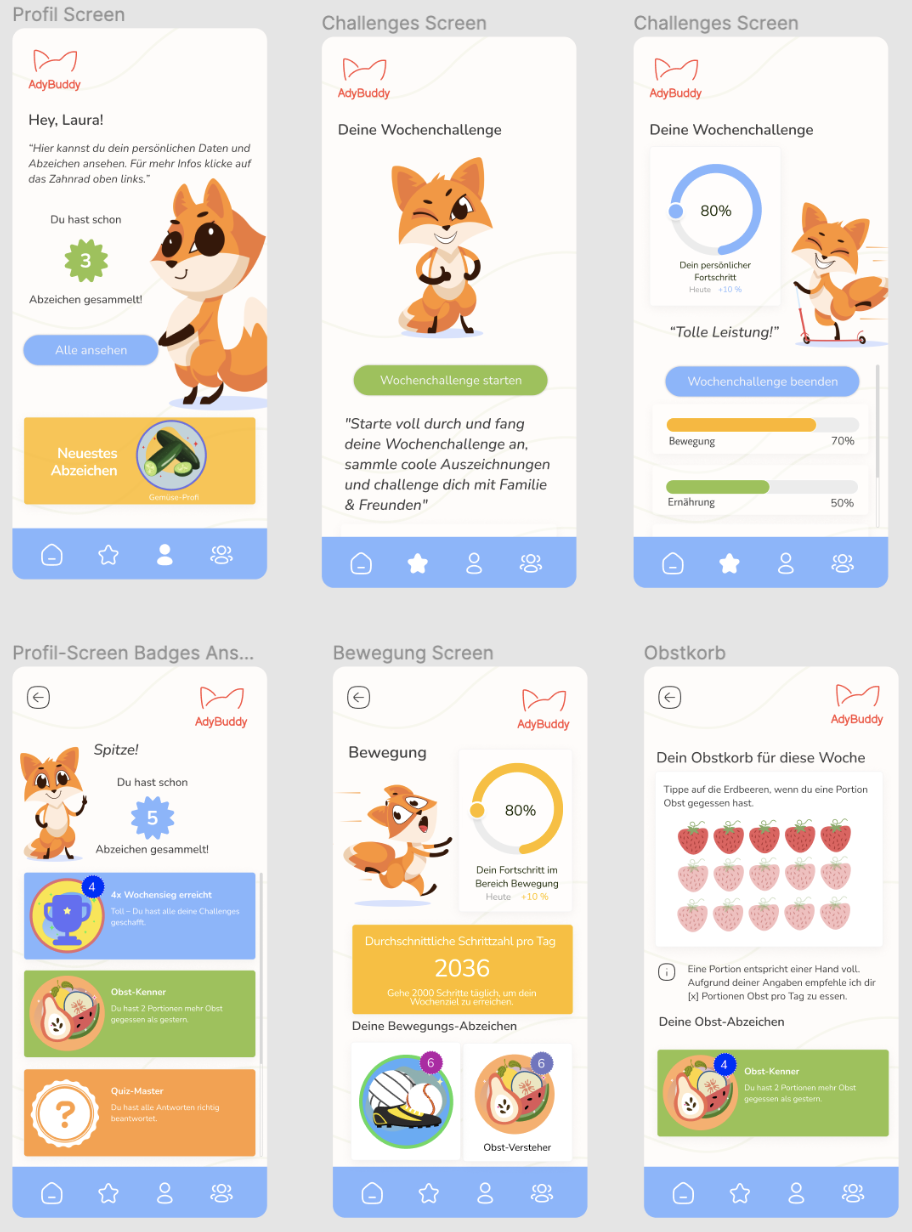 Profil Screen
AdyBuddy
Hey, Laura!
“Hier kannst du dein persönlichen Daten und
Abzeichen ansehen. Für mehr Infos klicke auf
das Zahnrad oben links.”
Du hast schon
3
Abzeichen gesammelt!
Alle ansehen
Neuestes
Abzeichen
Gemüse-Profi
Challenges Screen
AdyBuddy
Deine Wochenchallenge
Wochenchallenge starten
"Starte voll durch und fang
deine Wochenchallenge an,
sammle coole Auszeichnungen
und challenge dich mit Familie
& Freunden"
Challenges Screen
AdyBuddy
Deine Wochenchallenge
80%
Dein persönlicher
Fortschritt
Heute +10 %
“Tolle Leistung!”
Wochenchallenge beenden
Bewegung 70%
Ernährung 50%
Profil-Screen Badges Ans...
AdyBuddy
Spitze!
Du hast schon
5
Abzeichen gesammelt!
4
4x Wochensieg erreicht
Toll – Du hast alle deine Challenges
geschafft.
Obst-Kenner
Du hast 2 Portionen mehr Obst
gegessen als gestern.
?
Quiz-Master
Du hast alle Antworten richtig
beantwortet.
Bewegung Screen
AdyBuddy
Bewegung
80%
Dein Fortschritt im
Bereich Bewegung
Heute +10 %
Durchschnittliche Schrittzahl pro Tag
2036
Gehe 2000 Schritte täglich, um dein
Wochenziel zu erreichen.
Deine Bewegungs-Abzeichen
6
6
Obst-Versteher
Obstkorb
AdyBuddy
Dein Obstkorb für diese Woche
Tippe auf die Erdbeeren, wenn du eine Portion
Obst gegessen hast.
Eine Portion entspricht einer Hand voll.
Aufgrund deiner Angaben empfehle ich dir
[x] Portionen Obst pro Tag zu essen.
Deine Obst-Abzeichen
4
Obst-Kenner
Du hast 2 Portionen mehr Obst
gegessen als gestern.